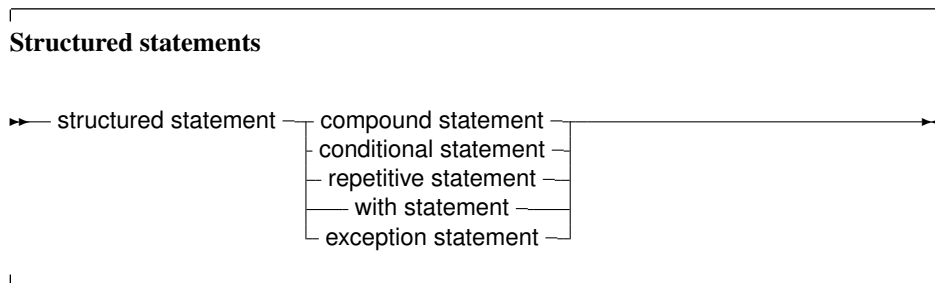 Structured statements
structured statement compound statement
conditional statement
repetitive statement
with statement
exception statement